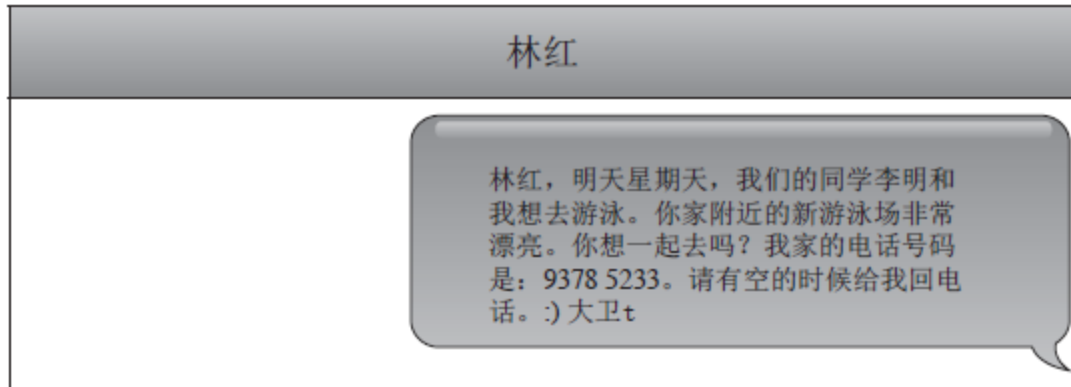 林红
林红，明天星期天，我们的同学李明和
我想去游泳。你家附近的新游泳场非常
漂亮。你想一起去吗？我家的电话号码
是：9378 5233。请有空的时候给我回电
话。:) 大卫t